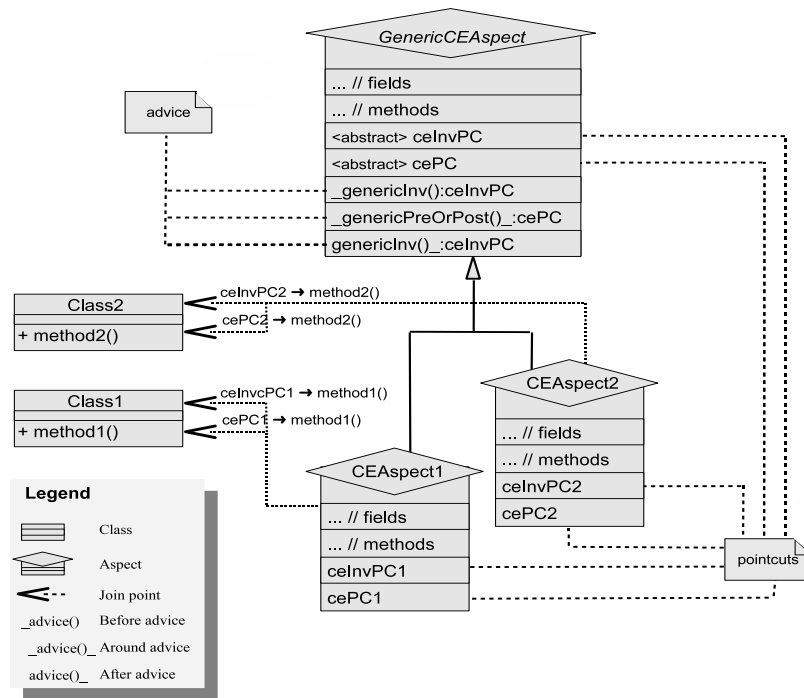 GenericCEAspect
... // fields
... // methods
<abstract> ceInvPC
<abstract> cePC
_genericInv():ceInvPC
_genericPreOrPost()_:cePC
genericInv()_:ceInvPC
advice
Class2
+ method2()
ceInvPC2 → method2()
cePC2 → method2()
Class1
+ method1()
ceInvcPC1 → method1()
cePC1 → method1()
CEAspect2
... // fields
... // methods
ceInvPC2
cePC2
CEAspect1
... // fields
... // methods
ceInvPC1
cePC1
pointcuts
Legend
Class
Aspect
Join point
_advice() Before advice
_advice()_ Around advice
advice()_ After advice